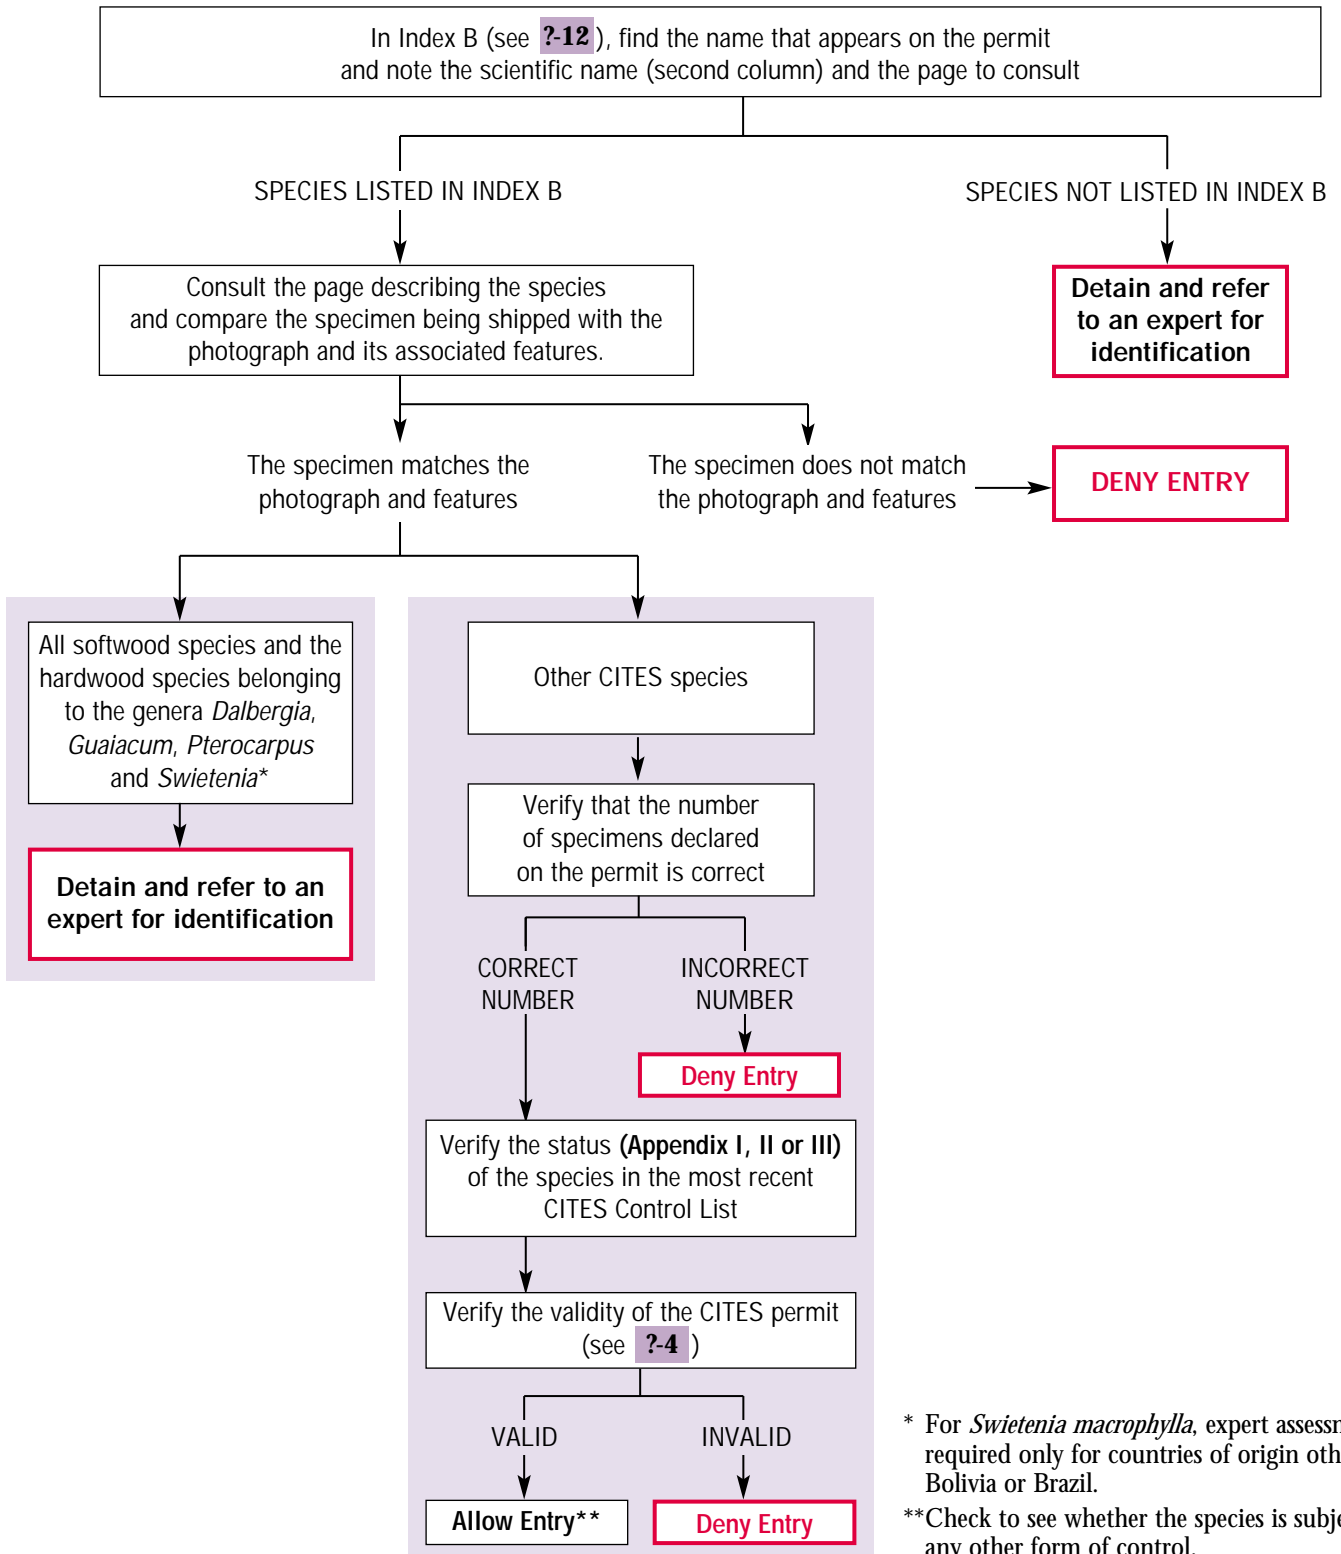 In Index B (see ?-12 ), find the name that appears on the permit
and note the scientific name (second column) and the page to consult
SPECIES LISTED IN INDEX B
SPECIES NOT LISTED IN INDEX B
Consult the page describing the species
and compare the specimen being shipped with the
photograph and its associated features.
Detain and refer
to an expert for
identification
The specimen matches the
photograph and features
The specimen does not match
the photograph and features
DENY ENTRY
All softwood species and the
hardwood species belonging
to the genera Dalbergia,
Guaiacum, Pterocarpus
and Swietenia*
Detain and refer to an
expert for identification
Other CITES species
Verify that the number
of specimens declared
on the permit is correct
CORRECT
NUMBER
INCORRECT
NUMBER
Deny Entry
Verify the status (Appendix I, II or III)
of the species in the most recent
CITES Control List
Verify the validity of the CITES permit
(see ?-4 )
VALID
INVALID
Allow Entry**
Deny Entry
* For Swietenia macrophylla, expert
required only for countries of origin
Bolivia or Brazil.
**Check to see whether the species is
any other form of control.